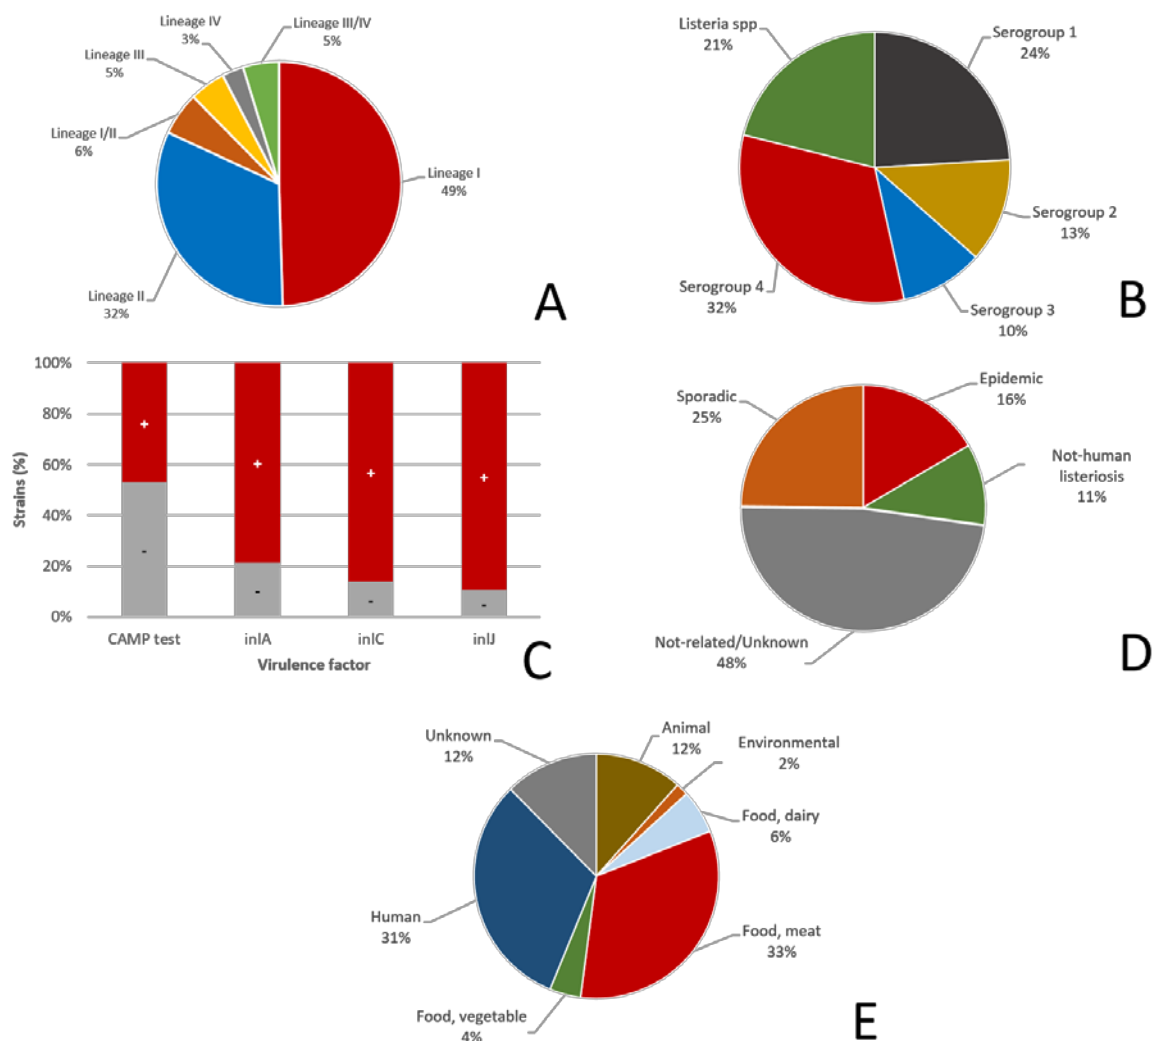 Lineage IV
3%
Lineage III/IV
5%
Lineage III
5%
Lineage I/II
6%
Lineage I
49%
Lineage II
32%
A
Listeria spp
21%
Serogroup 1
24%
Serogroup 2
13%
Serogroup 4
32%
Serogroup 3
10%
B
100%
80%
60%
40%
20%
0%
Strains (%)
+
+
+
+
-
-
-
-
CAMP test
inlA
inlC
inlJ
Virulence factor
C
Sporadic
25%
Epidemic
16%
Not-human
listeriosis
11%
Not-related/Unknown
48%
D
Unknown
12%
Animal
12%
Environmental
2%
Food, dairy
6%
Human
31%
Food, meat
33%
Food, vegetable
4%
E